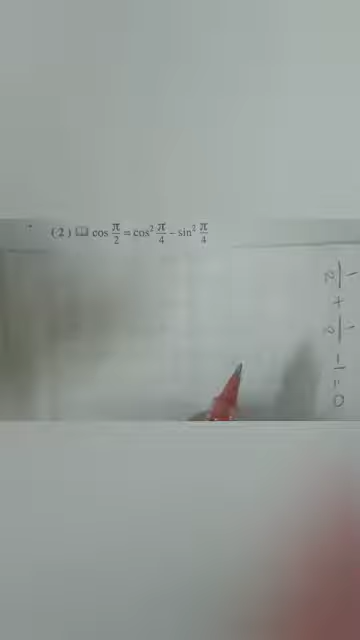 (2) cos π/2 = cos² π/4 - sin² π/4
1/2 + 1/2 - 1 = 0